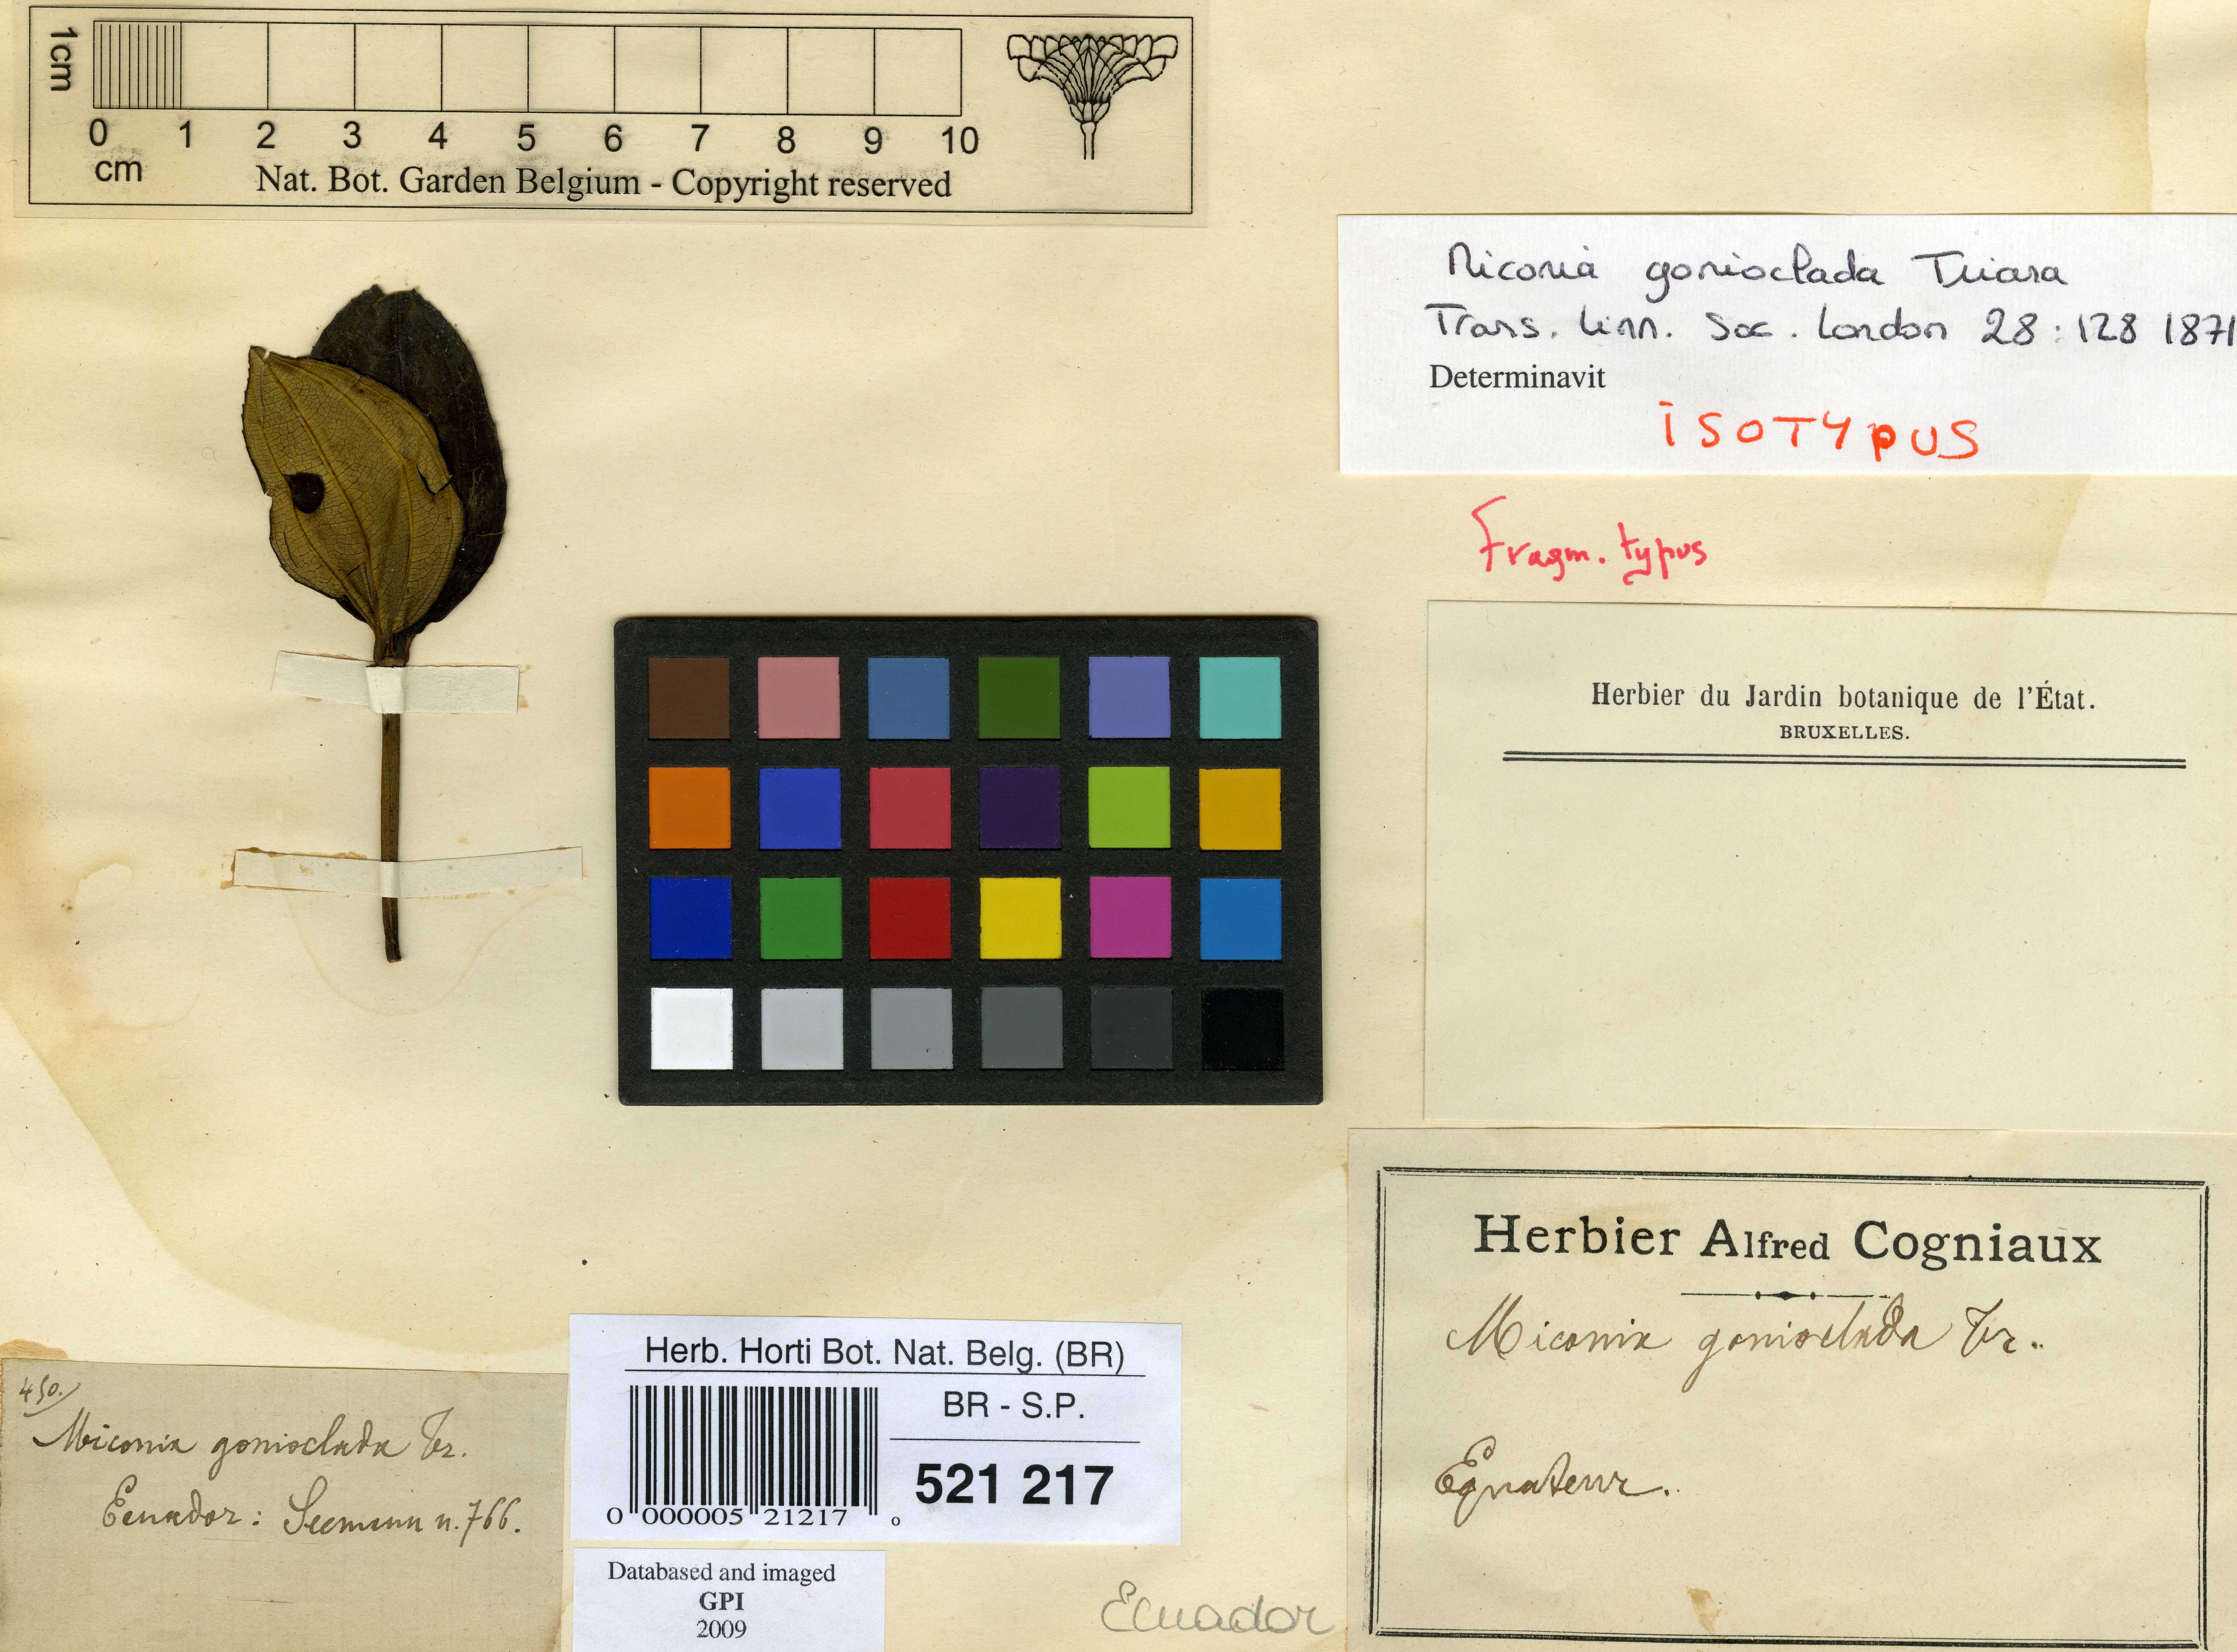 1cm
0 1 2 3 4 5 6 7 8 9 10
cm
Nat. Bot. Garden Belgium - Copyright reserved
Miconia gonioclada Triana
Trans. Linn. Soc. London 28:128 1871
Determinavit
ISOTYPUS
Fragm. typus
Herbier du Jardin botanique de l'État.
BRUXELLES.
Herbier Alfred Cogniaux
Miconia gonioclada Tr.
Equateur.
450.
Miconia gonioclada Tr.
Ecuador: Seemann n. 766.
Herb. Horti Bot. Nat. Belg. (BR)
BR - S.P.
521 217
0 000005 21217 0
Databased and imaged
GPI
2009
Ecuador